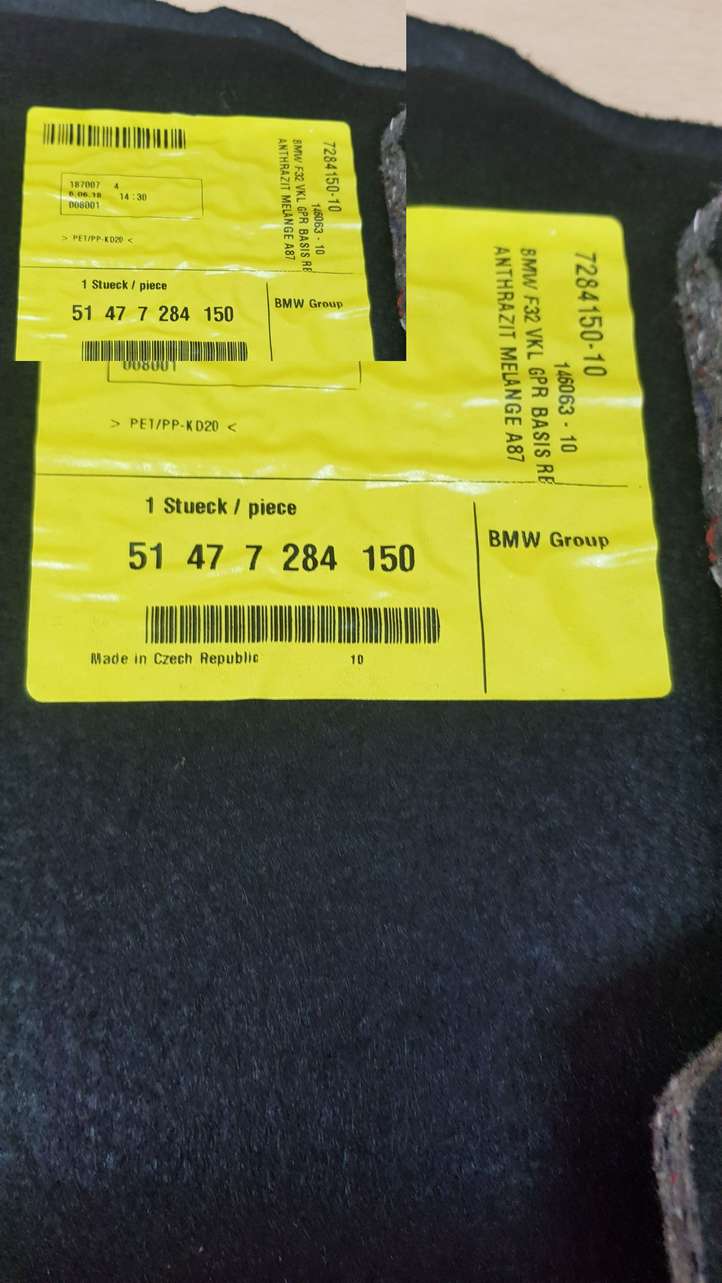 187007 4
6.06.18 14:30
008001
> PET/PP-KD20 <
7284150-10
146063 - 10
BMW F32 VKL GPR BASIS RE
ANTHRAZIT MELANGE A87
1 Stueck / piece
51 47 7 284 150
BMW Group
008001
> PET/PP-KD20 <
7284150-10
146063 - 10
BMW F32 VKL GPR BASIS RE
ANTHRAZIT MELANGE A87
1 Stueck / piece
51 47 7 284 150
BMW Group
Made in Czech Republic 10